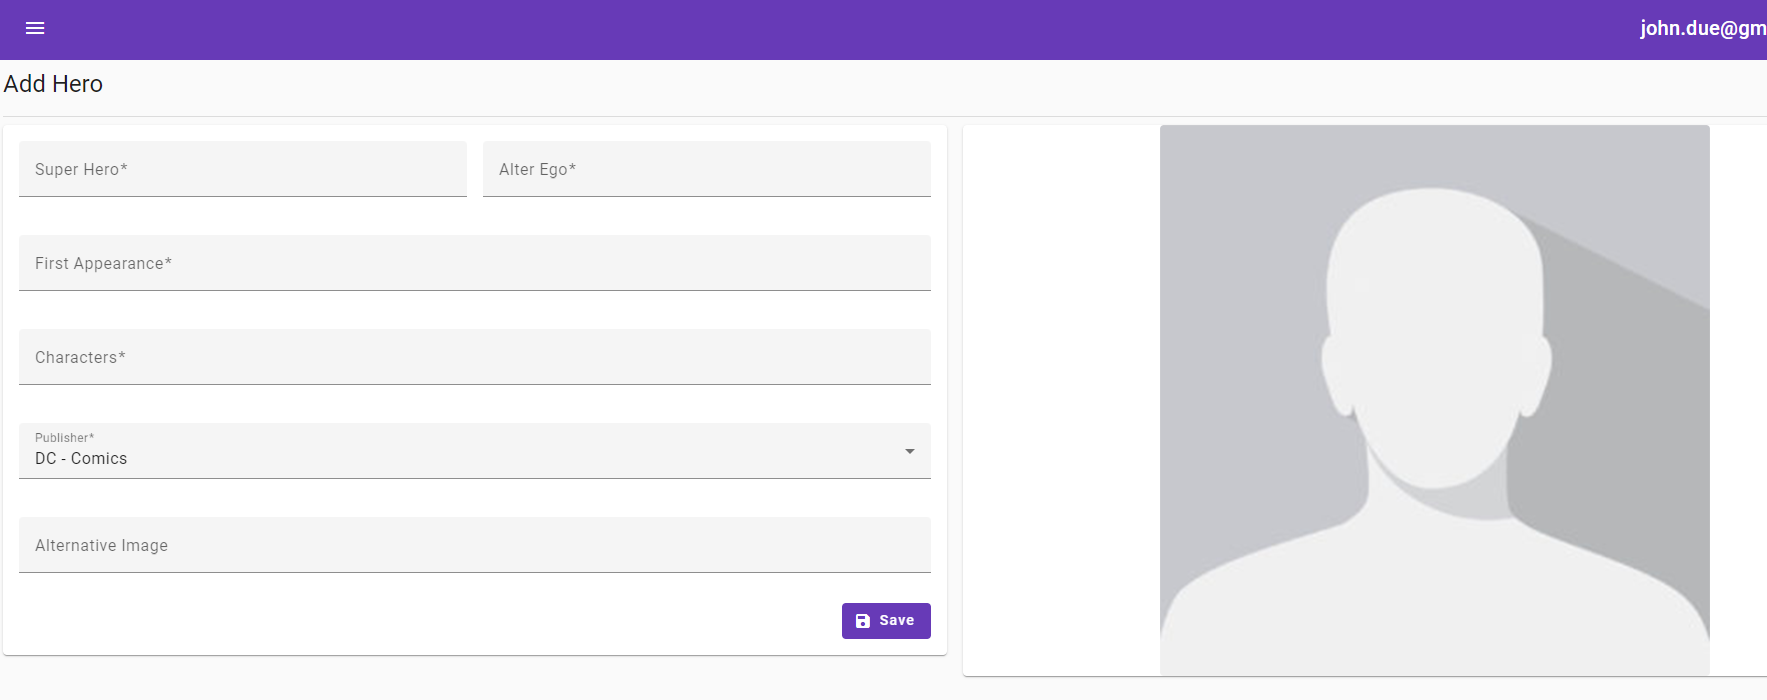 john.due@gm
Add Hero
Super Hero*
Alter Ego*
First Appearance*
Characters*
Publisher*
DC - Comics
Alternative Image
Save